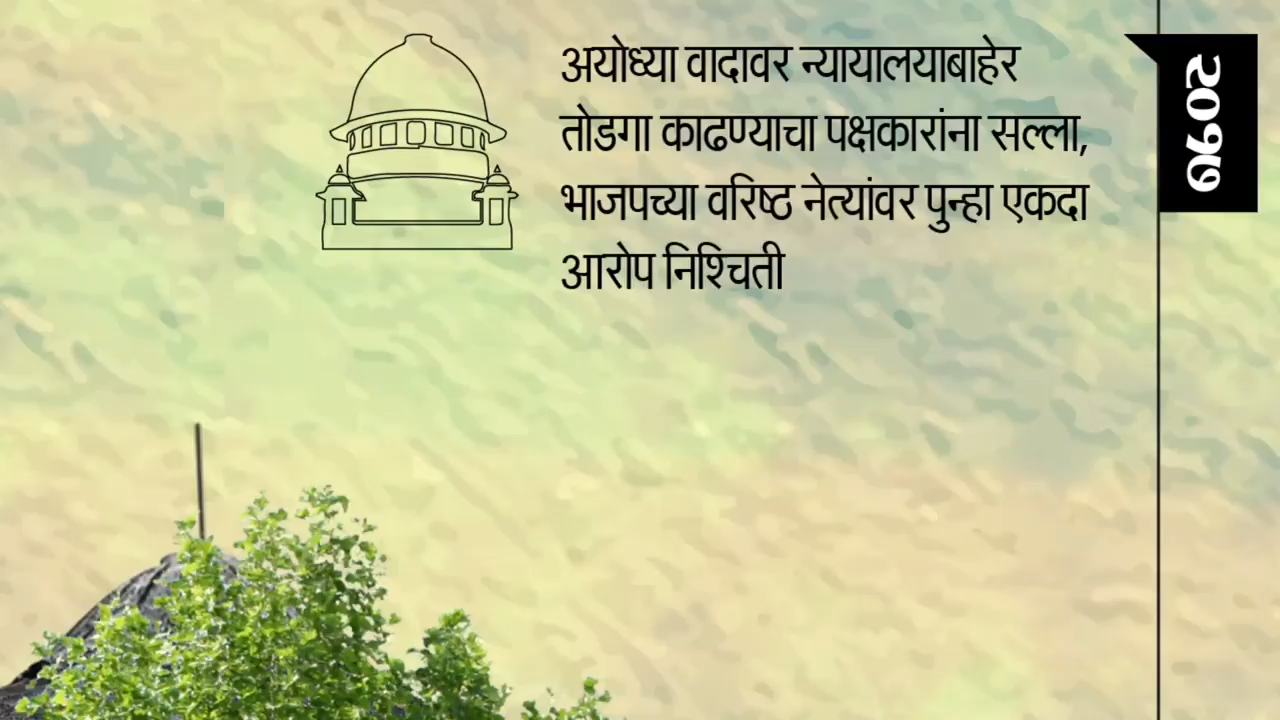 अयोध्या वादावर न्यायालयाबाहेर
तोडगा काढण्याचा पक्षकारांना सल्ला,
भाजपच्या वरिष्ठ नेत्यांवर पुन्हा एकदा
आरोप निश्चिती
२०१७